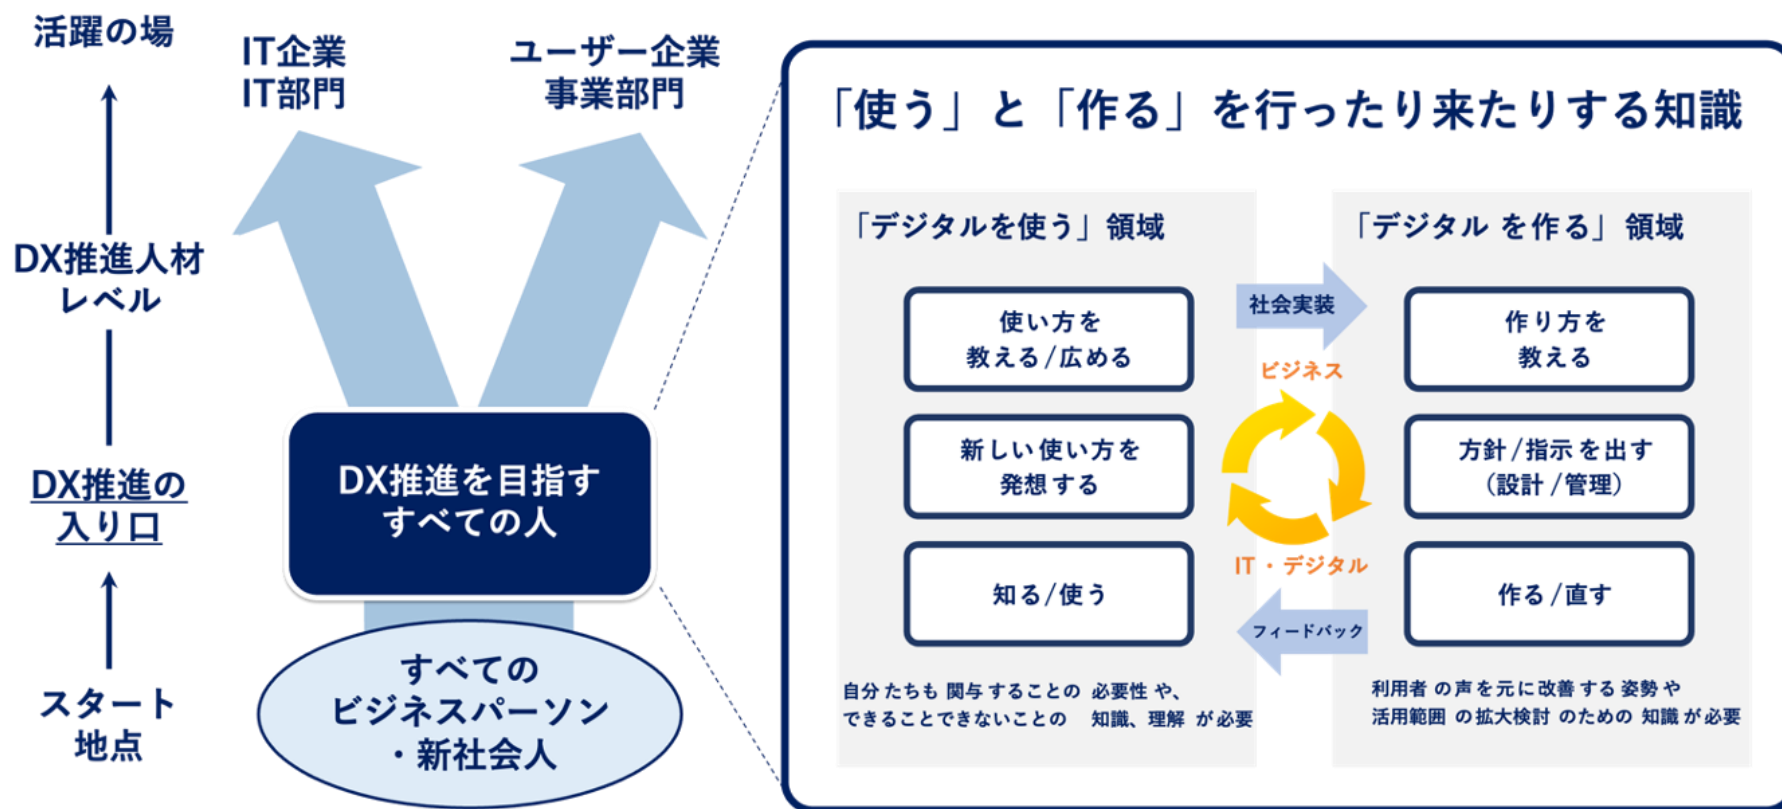 活躍の場
DX推進人材
レベル
DX推進の
入り口
スタート
地点
IT企業
IT部門
ユーザー企業
事業部門
DX推進を目指す
すべての人
すべての
ビジネスパーソン
・新社会人
「使う」と「作る」を行ったり来たりする知識
「デジタルを使う」領域
使い方を
教える/広める
新しい使い方を
発想する
知る/使う
自分たちも関与することの必要性や、
できることできないことの 知識、理解が必要
社会実装
ビジネス
IT・デジタル
フィードバック
「デジタルを作る」領域
作り方を
教える
方針/指示を出す
(設計/管理)
作る/直す
利用者の声を元に改善する姿勢や
活用範囲の拡大検討のための知識が必要